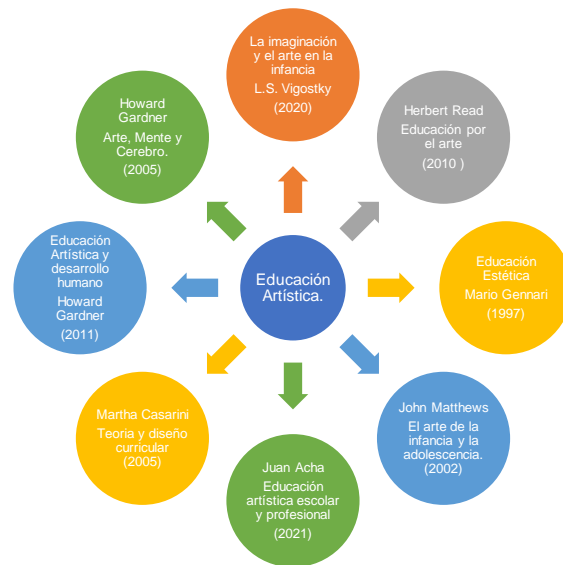 La imaginación
y el arte en la
infancia
L.S. Vigostky
(2020)
Herbert Read
Educación por
el arte
(2010 )
Educación
Estética
Mario Gennari
(1997)
John Matthews
El arte de la
infancia y la
adolescencia.
(2002)
Juan Acha
Educación
artística escolar
y profesional
(2021)
Martha Casarini
Teoria y diseño
curricular
(2005)
Educación
Artística y
desarrollo
humano
Howard
Gardner
(2011)
Howard
Gardner
Arte, Mente y
Cerebro.
(2005)
Educación
Artística.